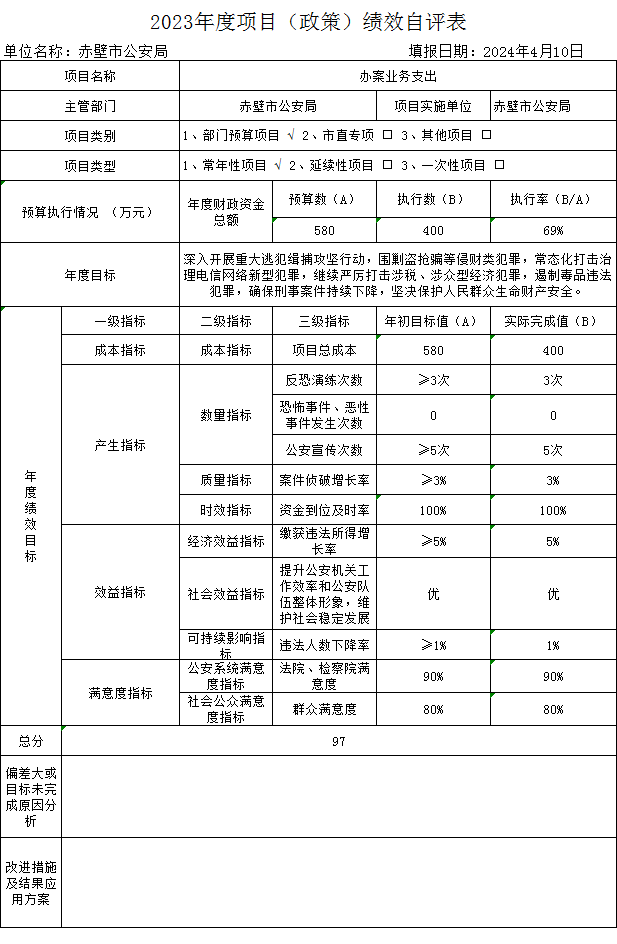 2023年度项目（政策）绩效自评表
单位名称：赤壁市公安局 填报日期：2024年4月10日
项目名称 办案业务支出
主管部门 赤壁市公安局 项目实施单位 赤壁市公安局
项目类别 1、部门预算项目 √ 2、市直专项 □ 3、其他项目 □
项目类型 1、常年性项目 √ 2、延续性项目 □ 3、一次性项目 □
预算执行情况 （万元） 年度财政资金
总额
预算数（A） 执行数（B） 执行率（B/A）
580 400 69%
年度目标
深入开展重大逃犯缉捕攻坚行动，围剿盗抢骗等侵财类犯罪，常态化打击治
理电信网络新型犯罪，继续严厉打击涉税、涉众型经济犯罪，遏制毒品违法
犯罪，确保刑事案件持续下降，坚决保护人民群众生命财产安全。
年
度
绩
效
目
标
一级指标 二级指标 三级指标 年初目标值（A） 实际完成值（B）
成本指标 成本指标 项目总成本 580 400
产生指标
数量指标
反恐演练次数 ≥3次 3次
恐怖事件、恶性
事件发生次数
0 0
公安宣传次数 ≥5次 5次
质量指标 案件侦破增长率 ≥3% 3%
时效指标 资金到位及时率 100% 100%
效益指标
经济效益指标
缴获违法所得增
长率
≥5% 5%
社会效益指标
提升公安机关工
作效率和公安队
伍整体形象，维
护社会稳定发展
优 优
可持续影响指
标
违法人数下降率 ≥1% 1%
满意度指标
公安系统满意
度指标
法院、检察院满
意度
90% 90%
社会公众满意
度指标
群众满意度 80% 80%
总分 97
偏差大或
目标未完
成原因分
析
改进措施
及结果应
用方案